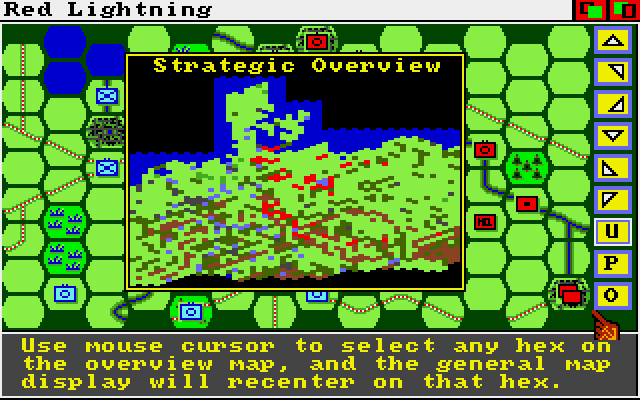 Red Lightning
Strategic Overview
HQ
U
P
O
Use mouse cursor to select any hex on
the overview map, and the general map
display will recenter on that hex.